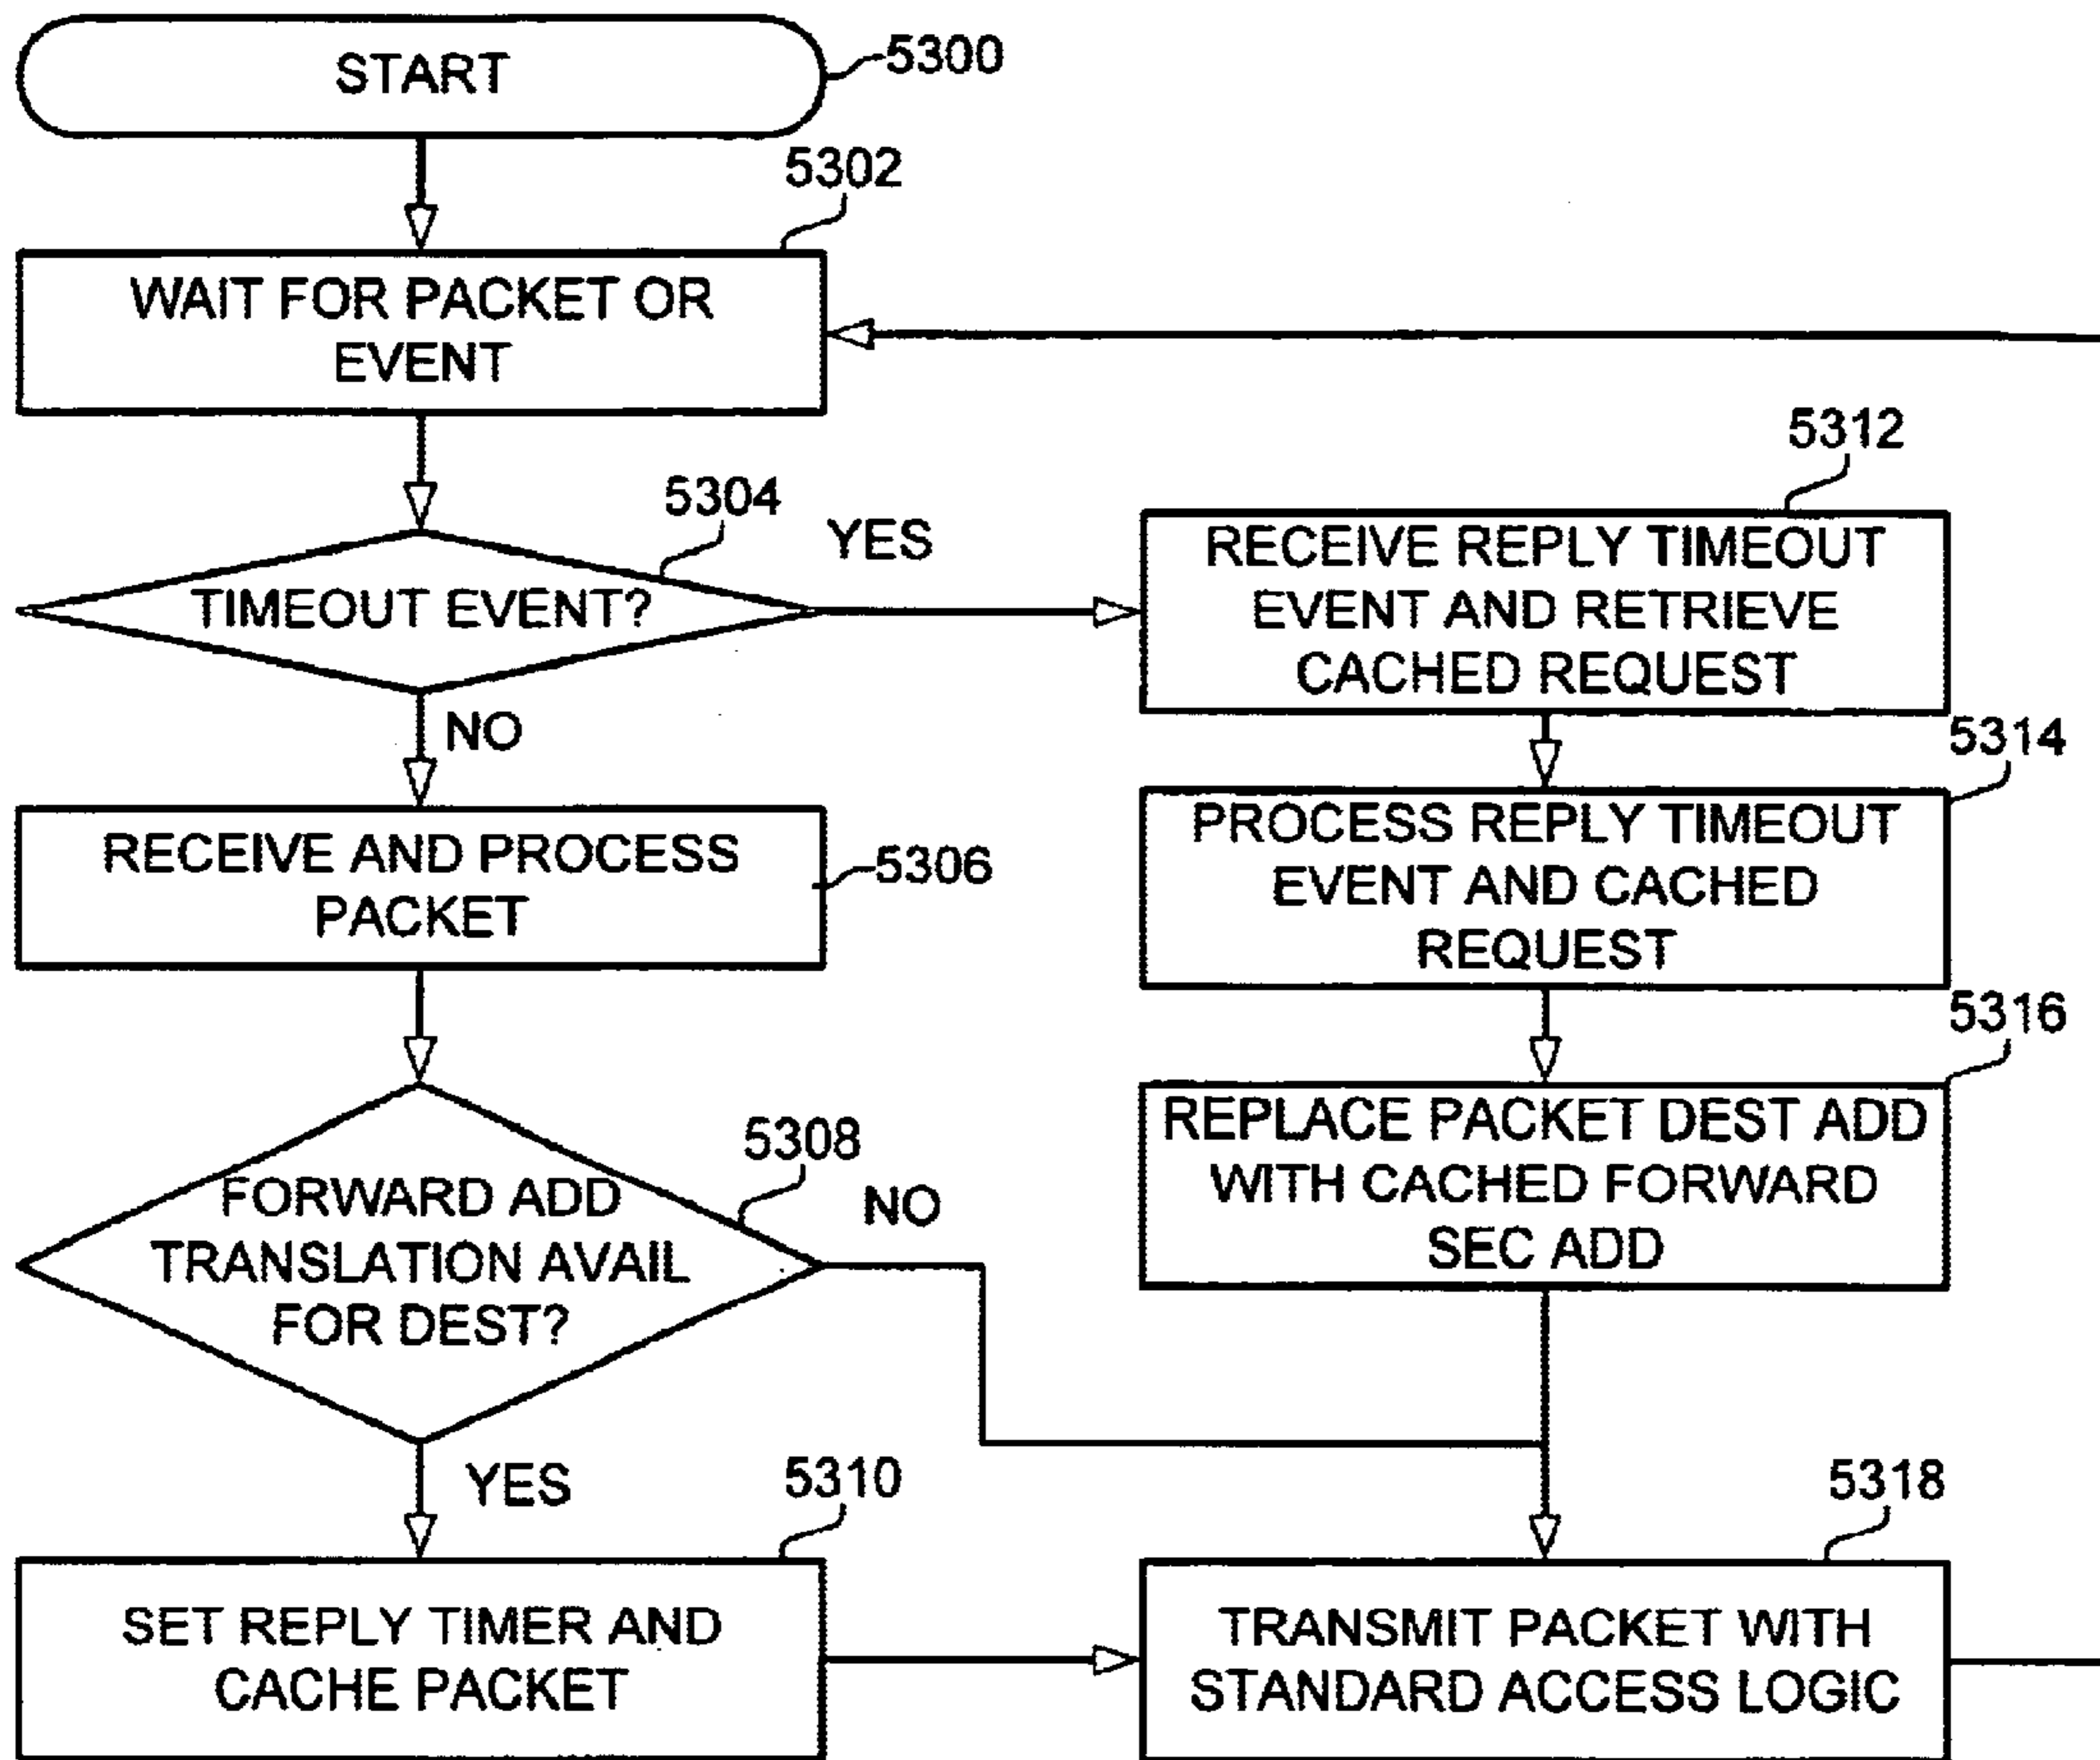 START
5300
5302
WAIT FOR PACKET OR
EVENT
5304
TIMEOUT EVENT?
YES
NO
5312
RECEIVE REPLY TIMEOUT
EVENT AND RETRIEVE
CACHED REQUEST
RECEIVE AND PROCESS
PACKET
5306
5314
PROCESS REPLY TIMEOUT
EVENT AND CACHED
REQUEST
5308
FORWARD ADD
TRANSLATION AVAIL
FOR DEST?
NO
YES
5316
REPLACE PACKET DEST ADD
WITH CACHED FORWARD
SEC ADD
5310
SET REPLY TIMER AND
CACHE PACKET
5318
TRANSMIT PACKET WITH
STANDARD ACCESS LOGIC